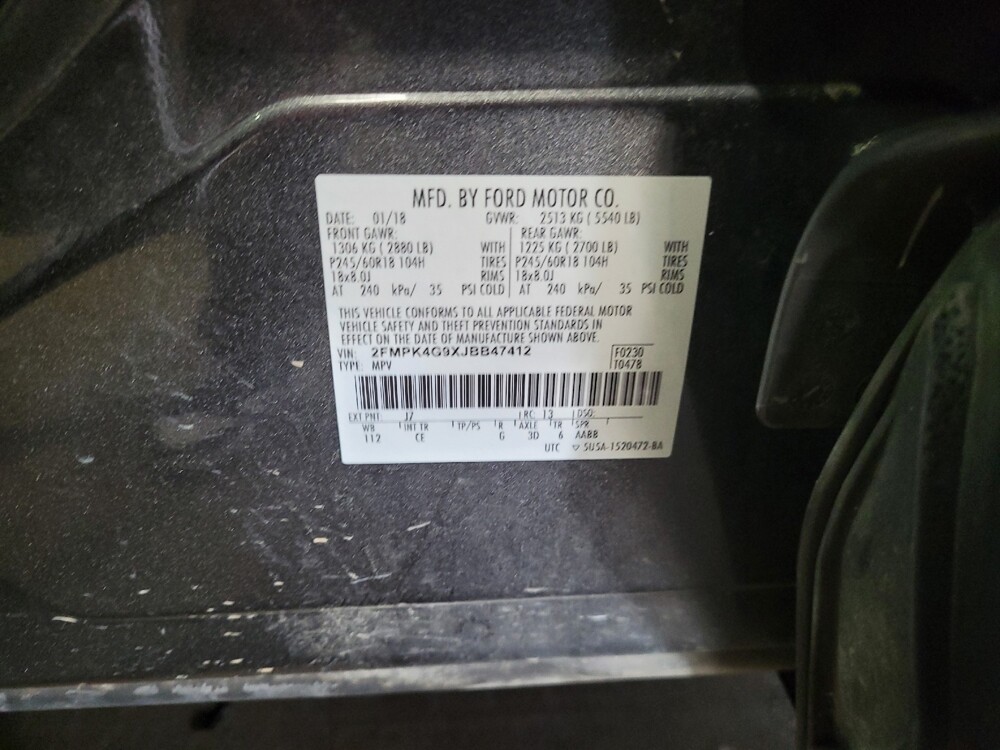 MFD. BY FORD MOTOR CO.
DATE: 01/18 GVWR: 2513 KG ( 5540 LB)
FRONT GAWR: REAR GAWR:
1306 KG ( 2880 LB) WITH 1225 KG ( 2700 LB) WITH
P245/60R18 104H TIRES P245/60R18 104H TIRES
18x8.0J RIMS 18x8.0J RIMS
AT 240 kPa/ 35 PSI COLD AT 240 kPa/ 35 PSI COLD
THIS VEHICLE CONFORMS TO ALL APPLICABLE FEDERAL MOTOR
VEHICLE SAFETY AND THEFT PREVENTION STANDARDS IN
EFFECT ON THE DATE OF MANUFACTURE SHOWN ABOVE.
VIN: 2FMPK4G9XJBB47412 F0230
TYPE: MPV T0478
EXT PNT: J7 RC: 13 DSO:
WB INT TR TP/PS R AXLE TR SPR
112 CE G 3D 6 AABB
UTC ▽ 5U5A-1520472-BA